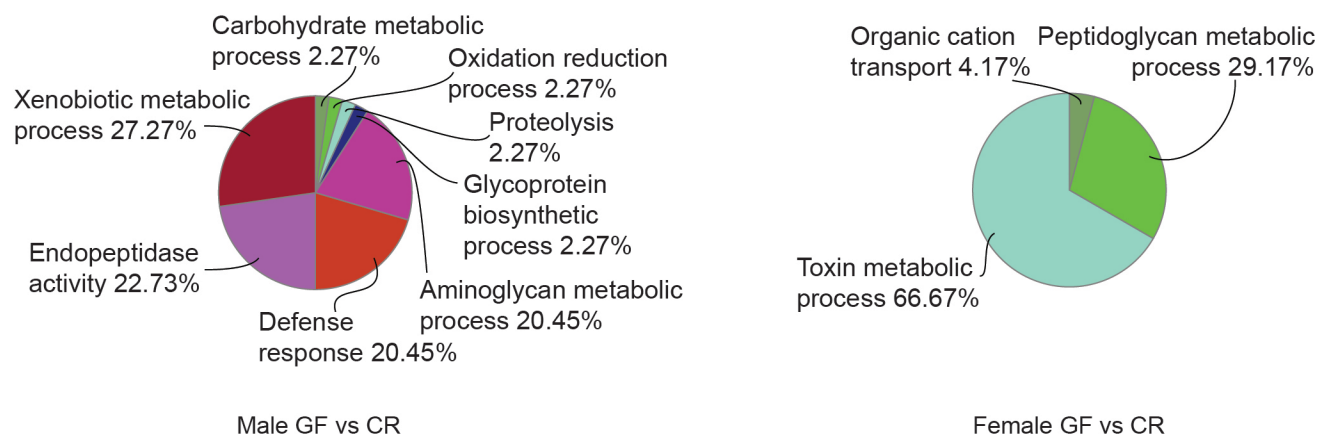 Carbohydrate metabolic
process 2.27%
Oxidation reduction
process 2.27%
Xenobiotic metabolic
process 27.27%
Proteolysis
2.27%
Glycoprotein
biosynthetic
process 2.27%
Endopeptidase
activity 22.73%
Aminoglycan metabolic
process 20.45%
Defense
response 20.45%
Male GF vs CR
Organic cation
transport 4.17%
Peptidoglycan metabolic
process 29.17%
Toxin metabolic
process 66.67%
Female GF vs CR